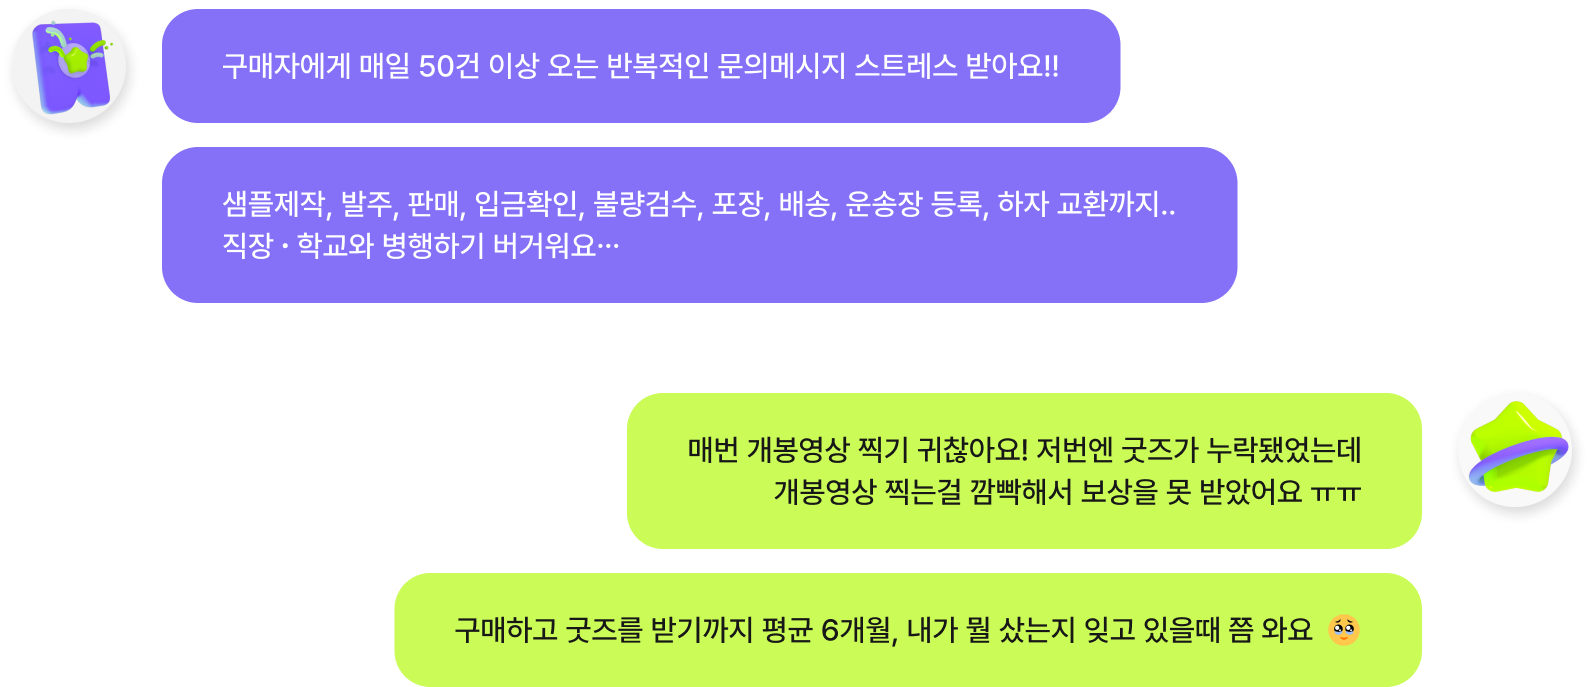 구매자에게 매일 50건 이상 오는 반복적인 문의메시지 스트레스 받아요!!
샘플제작, 발주, 판매, 입금확인, 불량검수, 포장, 배송, 운송장 등록, 하자 교환까지..
직장 · 학교와 병행하기 버거워요···
매번 개봉영상 찍기 귀찮아요! 저번엔 굿즈가 누락됐었는데
개봉영상 찍는걸 깜빡해서 보상을 못 받았어요 ㅠㅠ
구매하고 굿즈를 받기까지 평균 6개월, 내가 뭘 샀는지 잊고 있을때 쯤 와요 🥺